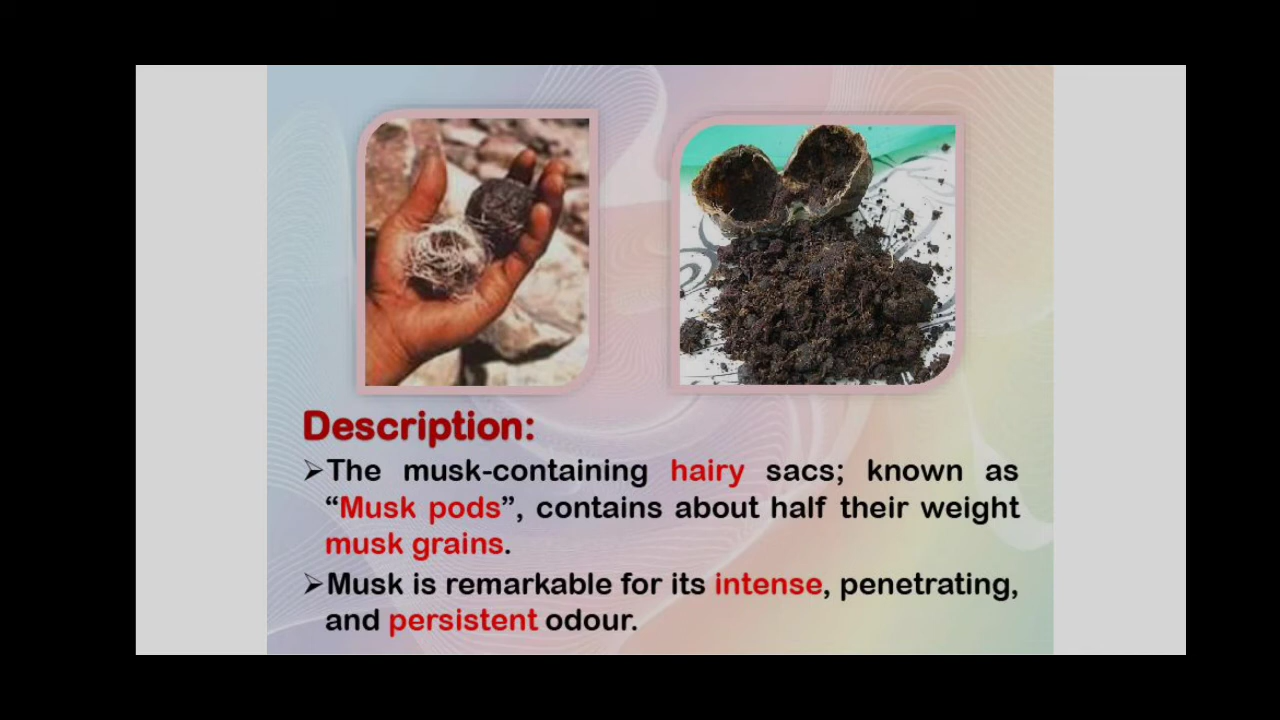 Description:
➢The musk-containing hairy sacs; known as
“Musk pods”, contains about half their weight
musk grains.
➢Musk is remarkable for its intense, penetrating,
and persistent odour.